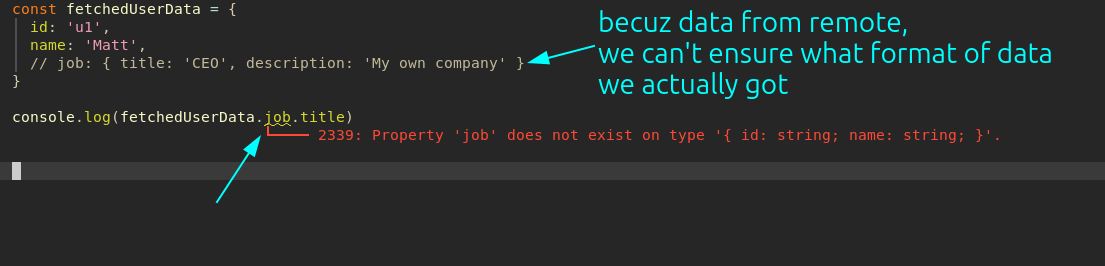 const fetchedUserData = {
id: 'u1',
name: 'Matt',
// job: { title: 'CEO', description: 'My own company' }
}
becuz data from remote,
we can't ensure what format of data
we actually got
console.log(fetchedUserData.job.title)
2339: Property 'job' does not exist on type '{ id: string; name: string; }'.